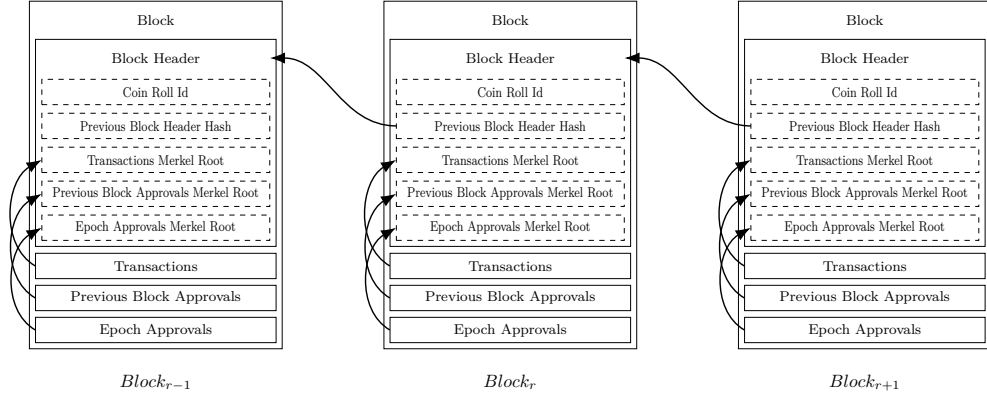 Block
Block Header
Coin Roll Id
Previous Block Header Hash
Transactions Merkel Root
Previous Block Approvals Merkel Root
Epoch Approvals Merkel Root
Transactions
Previous Block Approvals
Epoch Approvals
Block_{r−1}
Block
Block Header
Coin Roll Id
Previous Block Header Hash
Transactions Merkel Root
Previous Block Approvals Merkel Root
Epoch Approvals Merkel Root
Transactions
Previous Block Approvals
Epoch Approvals
Block_r
Block
Block Header
Coin Roll Id
Previous Block Header Hash
Transactions Merkel Root
Previous Block Approvals Merkel Root
Epoch Approvals Merkel Root
Transactions
Previous Block Approvals
Epoch Approvals
Block_{r+1}